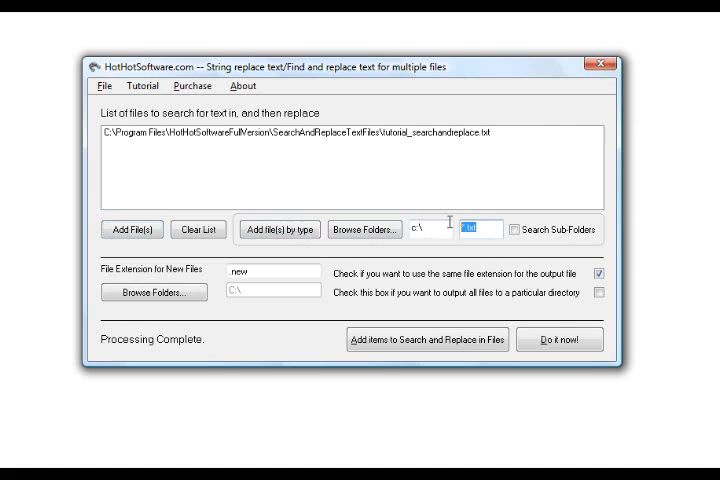 HotHotSoftware.com -- String replace text/Find and replace text for multiple files
File Tutorial Purchase About
List of files to search for text in, and then replace
C:\Program Files\HotHotSoftwareFullVersion\SearchAndReplaceTextFiles\tutorial_searchandreplace.txt
Add File(s) Clear List Add file(s) by type Browse Folders... c:\ *.txt Search Sub-Folders
File Extension for New Files .new Check if you want to use the same file extension for the output file
Browse Folders... C:\ Check this box if you want to output all files to a particular directory
Processing Complete. Add items to Search and Replace in Files Do it now!